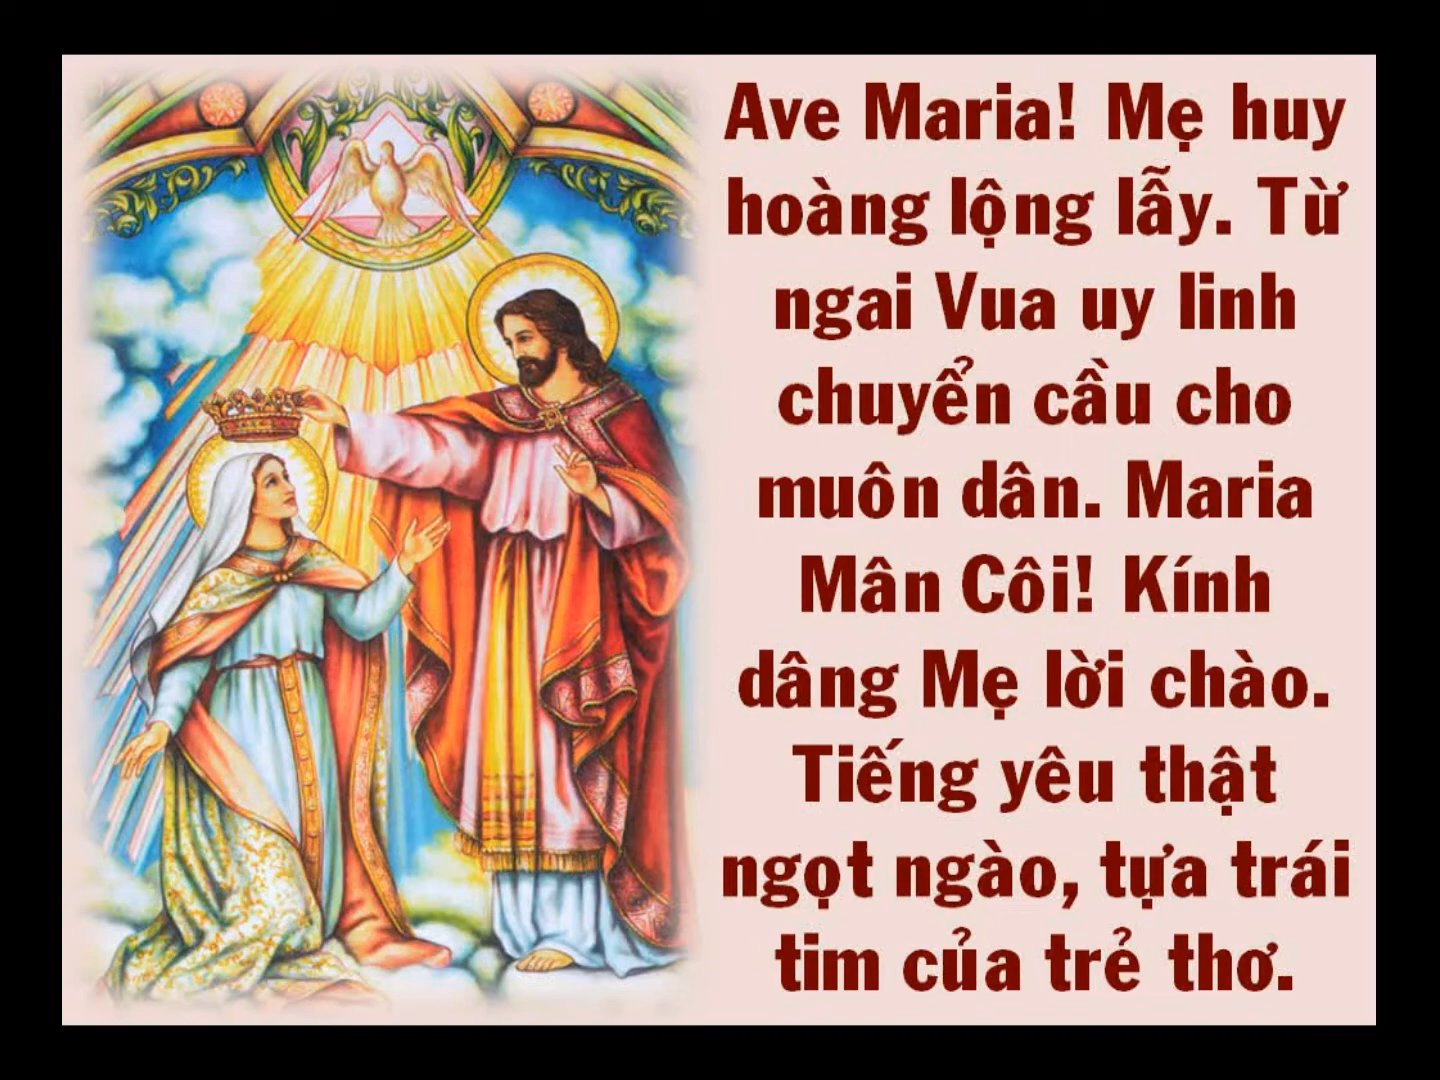 Ave Maria! Mẹ huy
hoàng lộng lẫy. Từ
ngai Vua uy linh
chuyển cầu cho
muôn dân. Maria
Mân Côi! Kính
dâng Mẹ lời chào.
Tiếng yêu thật
ngọt ngào, tựa trái
tim của trẻ thơ.